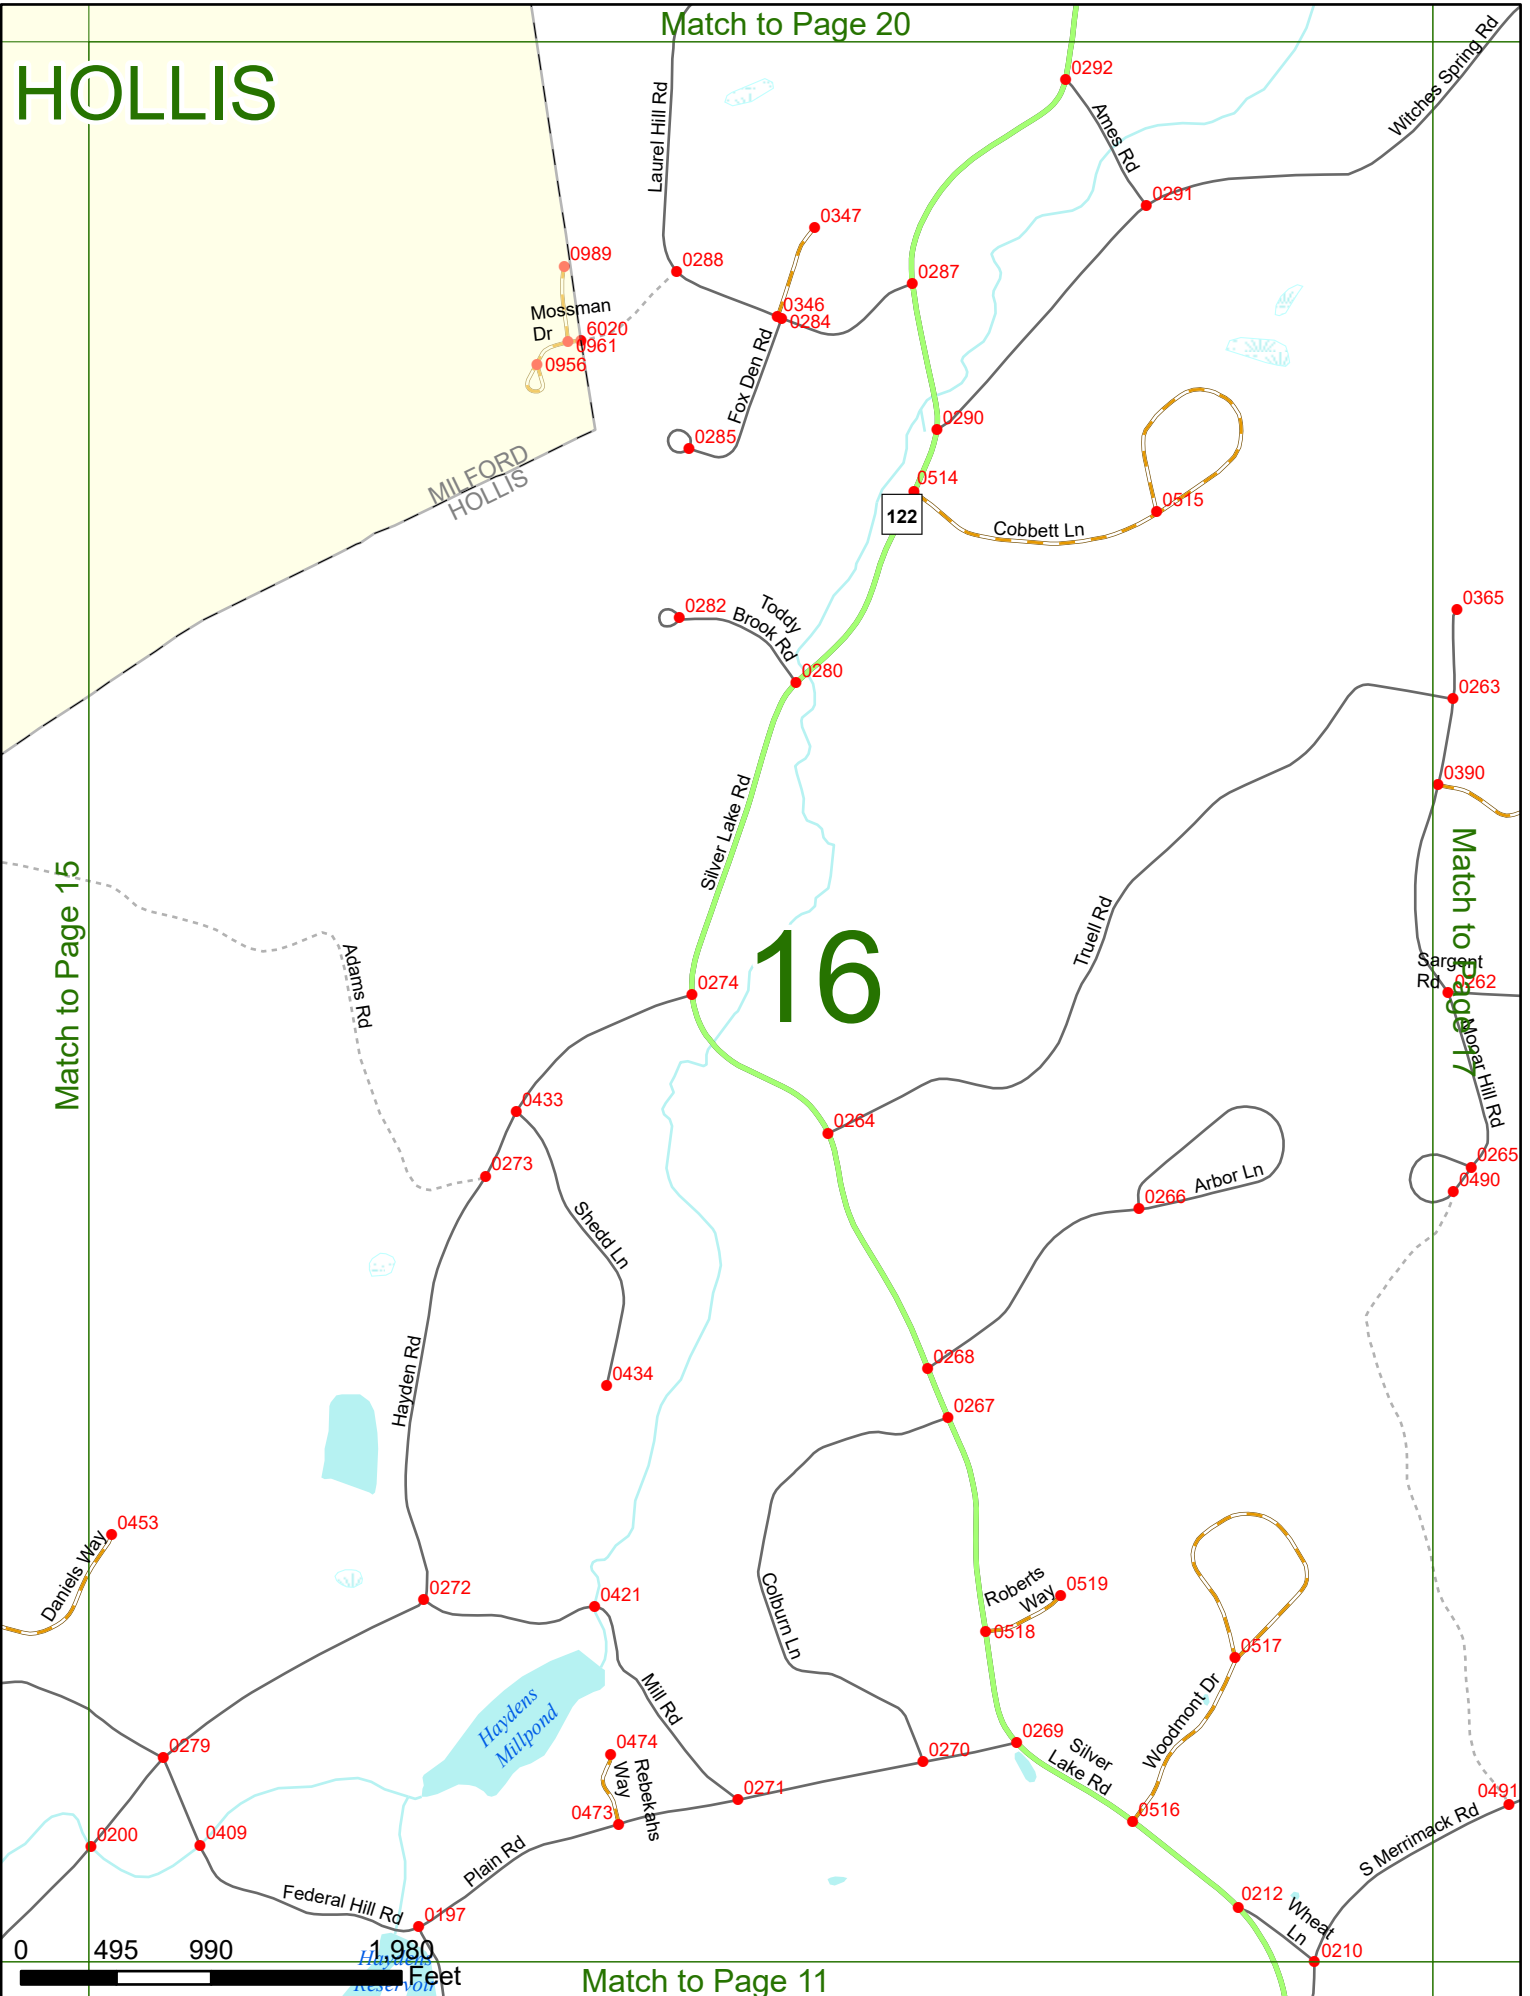 Match to Page 20
HOLLIS
0292
Witches Spring Rd
Laurel Hill Rd
Ames Rd
0291
0347
0989
0288
0287
Mossman
Dr
0346
0284
6020
0961
0956
Fox Den Rd
0290
0285
MILFORD
HOLLIS
0514
122
0515
Cobbett Ln
0282
Toddy
Brook Rd
0365
0280
0263
0390
Silver Lake Rd
Match to Page 15
Match to Page 17
Truell Rd
Adams Rd
16
Sargent
Rd
0262
0274
Mooar Hill Rd
0433
0264
0273
0265
0490
Arbor Ln
0266
Shedd Ln
Hayden Rd
0268
0434
0267
0453
Daniels Way
0272
0421
Colburn Ln
Roberts
Way
0519
0518
0517
Mill Rd
Woodmont Dr
Haydens
Millpond
0279
0474
Rebekahs
Way
0270
0269
Silver
Lake Rd
0271
0473
0516
0491
S Merrimack Rd
0200
0409
Plain Rd
Federal Hill Rd
0197
0212
Wheat
Ln
0210
0 495 990 1,980
Feet
Haydens
Reservoir
Match to Page 11